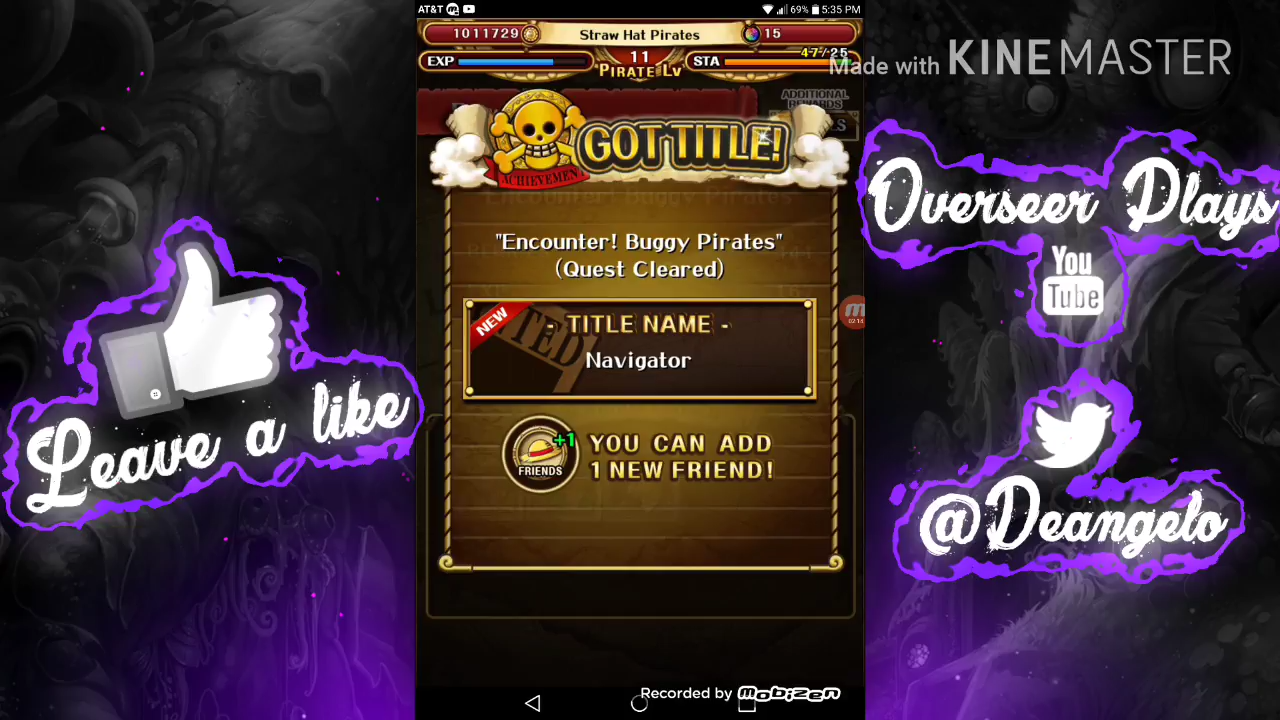 AT&T
69% 5:35 PM
1011729
Straw Hat Pirates
15
EXP
11
PIRATE LV
STA
47/25
Made with KINEMASTER
ADDITIONAL
REWARDS
GOT TITLE!
ACHIEVEMENT
"Encounter! Buggy Pirates"
(Quest Cleared)
NEW
- TITLE NAME -
Navigator
+1
FRIENDS
YOU CAN ADD
1 NEW FRIEND!
Leave a like
Overseer Plays
You
Tube
@Deangelo
Recorded by mobizen